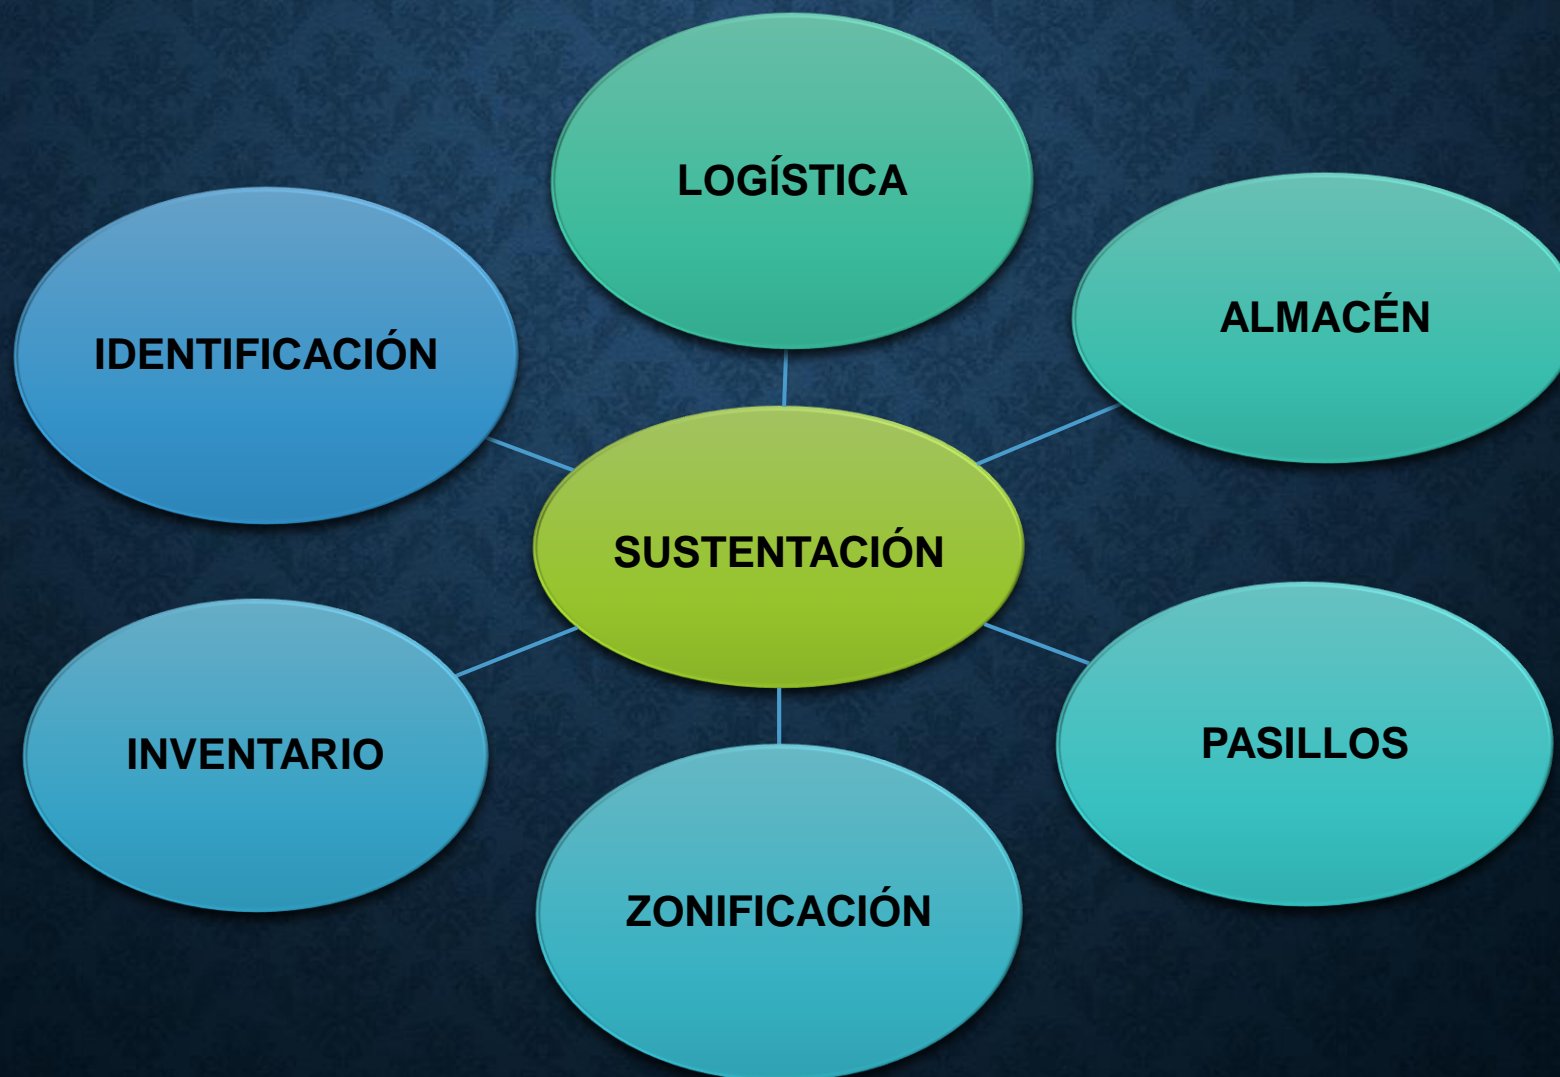 LOGÍSTICA
ALMACÉN
IDENTIFICACIÓN
SUSTENTACIÓN
PASILLOS
INVENTARIO
ZONIFICACIÓN